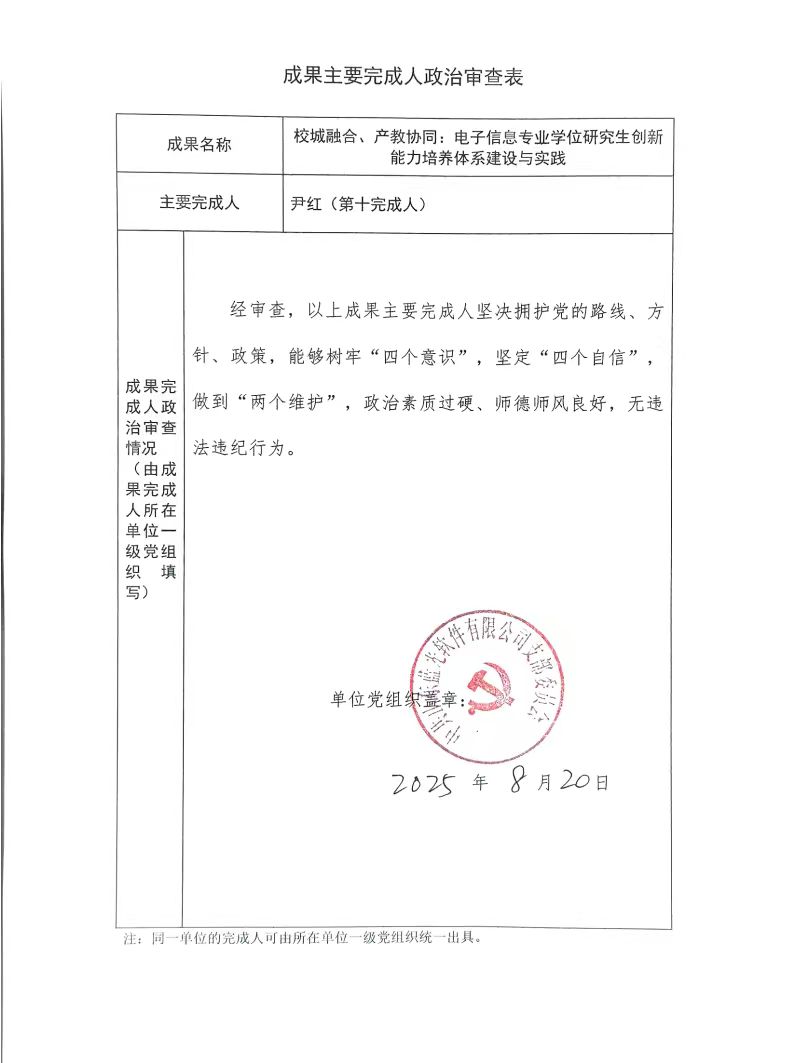 成果主要完成人政治审查表
成果名称
校城融合、产教协同：电子信息专业学位研究生创新
能力培养体系建设与实践
主要完成人
尹红（第十完成人）
成果完
成人政
治审查
情况
（由成
果完成
人所在
单位一
级党组
织 填
写）
经审查，以上成果主要完成人坚决拥护党的路线、方
针、政策，能够树牢“四个意识”，坚定“四个自信”，
做到“两个维护”，政治素质过硬、师德师风良好，无违
法违纪行为。
软件有限公司支部委员会
单位党组织盖章：
2025 年 8 月 20 日
注：同一单位的完成人可由所在单位一级党组织统一出具。